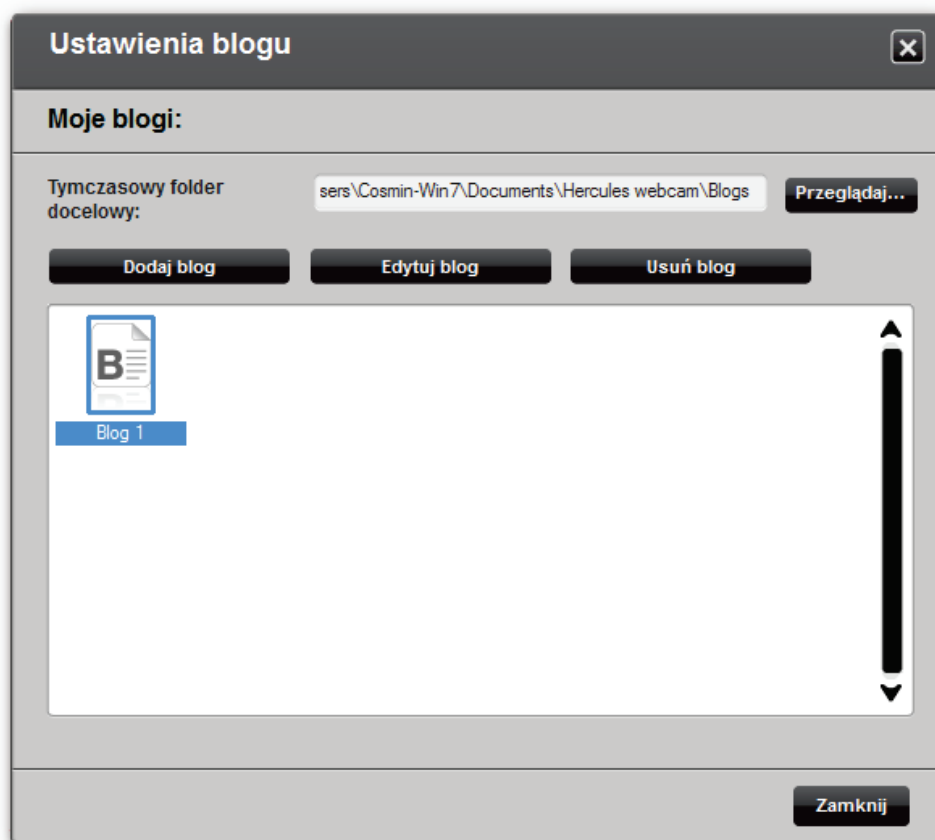 Ustawienia blogu
Moje blogi:
Tymczasowy folder
docelowy:
sers\Cosmin-Win7\Documents\Hercules webcam\Blogs
Przeglądaj...
Dodaj blog
Edytuj blog
Usuń blog
B
Blog 1
Zamknij